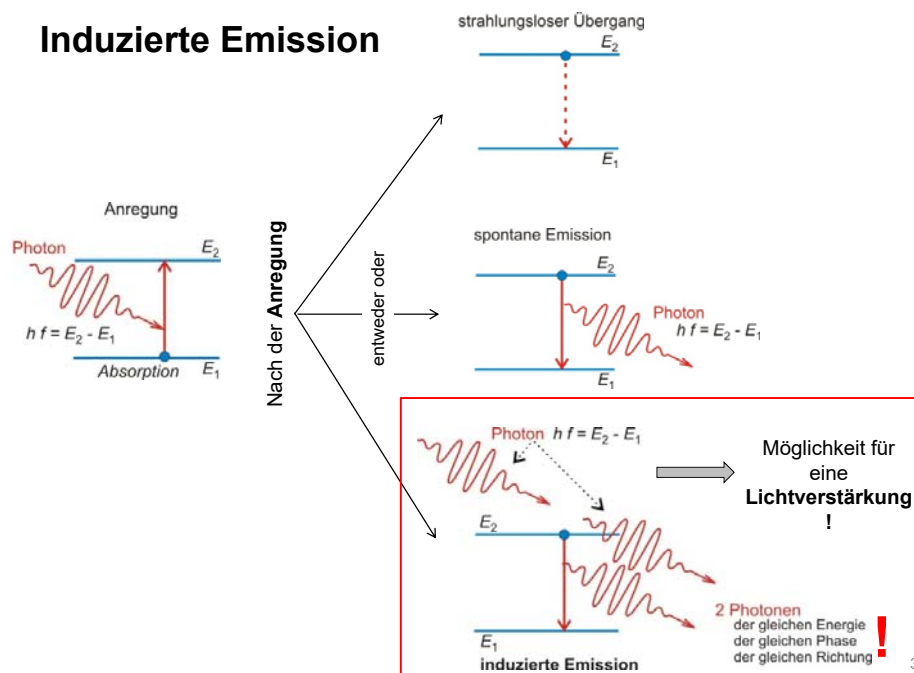 Induzierte Emission
strahlungsloser Übergang
E2
E1
Anregung
Photon
E2
h f = E2 - E1
Absorption
E1
Nach der Anregung
entweder oder
spontane Emission
E2
Photon
h f = E2 - E1
E1
Photon h f = E2 - E1
Möglichkeit für
eine
Lichtverstärkung
!
E2
2 Photonen
der gleichen Energie
der gleichen Phase
der gleichen Richtung
!
E1
induzierte Emission
3